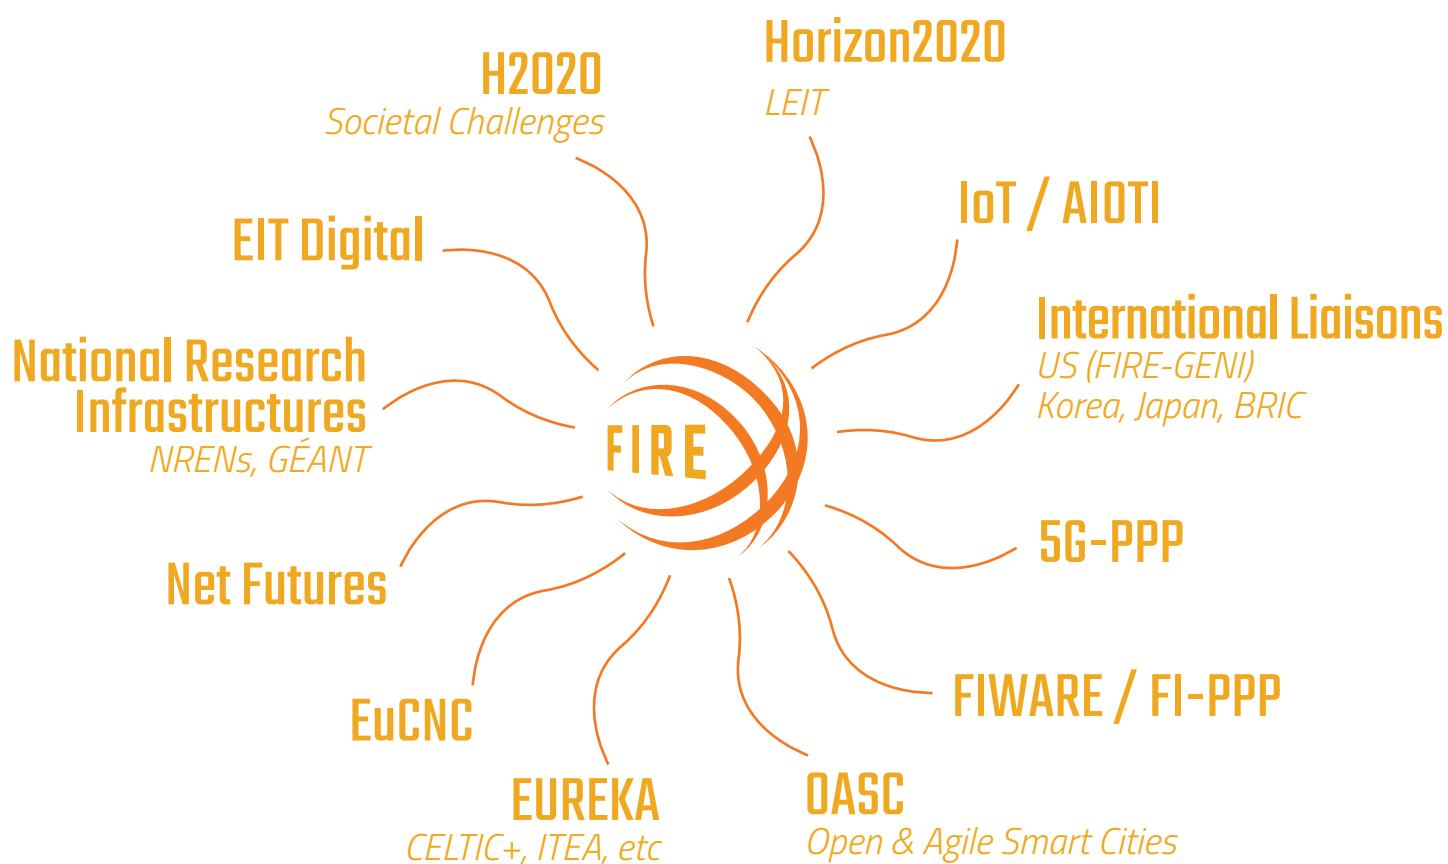 Horizon2020
LEIT
H2020
Societal Challenges
IoT / AIOTI
EIT Digital
International Liaisons
US (FIRE-GENI)
Korea, Japan, BRIC
National Research
Infrastructures
NRENs, GÉANT
FIRE
5G-PPP
Net Futures
FIWARE / FI-PPP
EuCNC
EUREKA
CELTIC+, ITEA, etc
OASC
Open & Agile Smart Cities